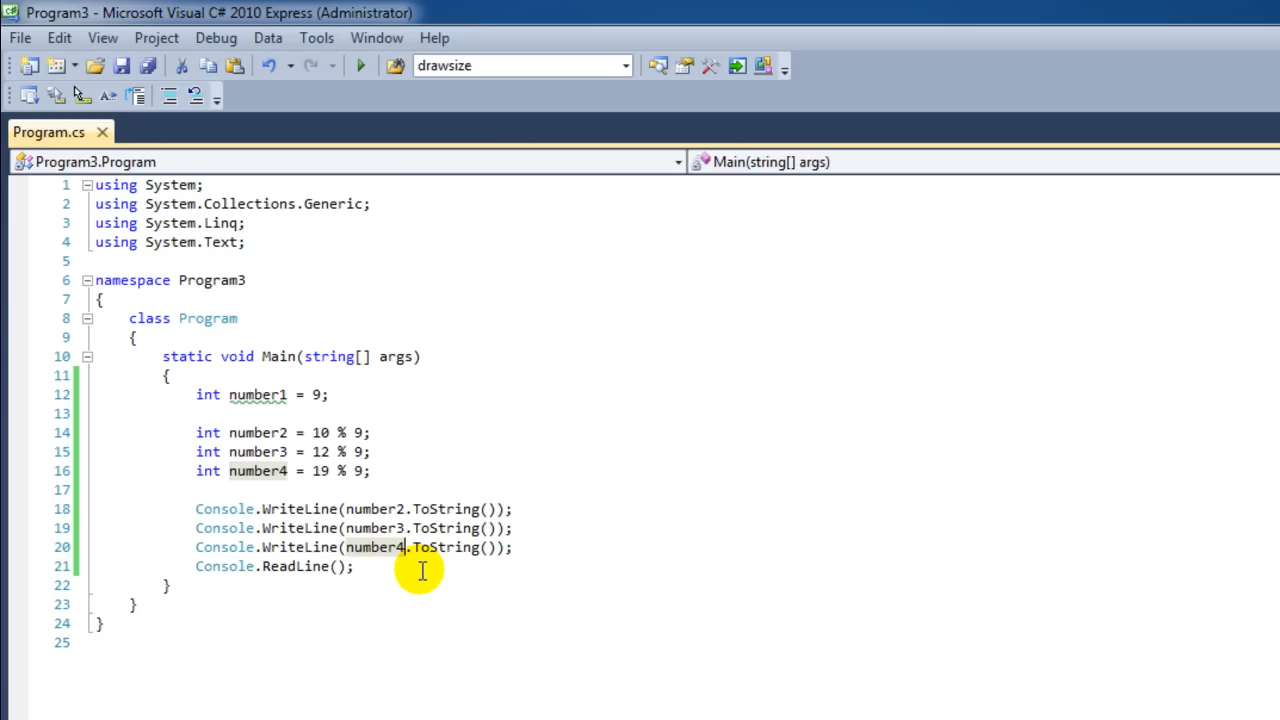 Program3 - Microsoft Visual C# 2010 Express (Administrator)
File Edit View Project Debug Data Tools Window Help
drawsize
Program.cs
Program3.Program Main(string[] args)
1 using System;
2 using System.Collections.Generic;
3 using System.Linq;
4 using System.Text;
5
6 namespace Program3
7 {
8 class Program
9 {
10 static void Main(string[] args)
11 {
12 int number1 = 9;
13
14 int number2 = 10 % 9;
15 int number3 = 12 % 9;
16 int number4 = 19 % 9;
17
18 Console.WriteLine(number2.ToString());
19 Console.WriteLine(number3.ToString());
20 Console.WriteLine(number4.ToString());
21 Console.ReadLine();
22 }
23 }
24 }
25